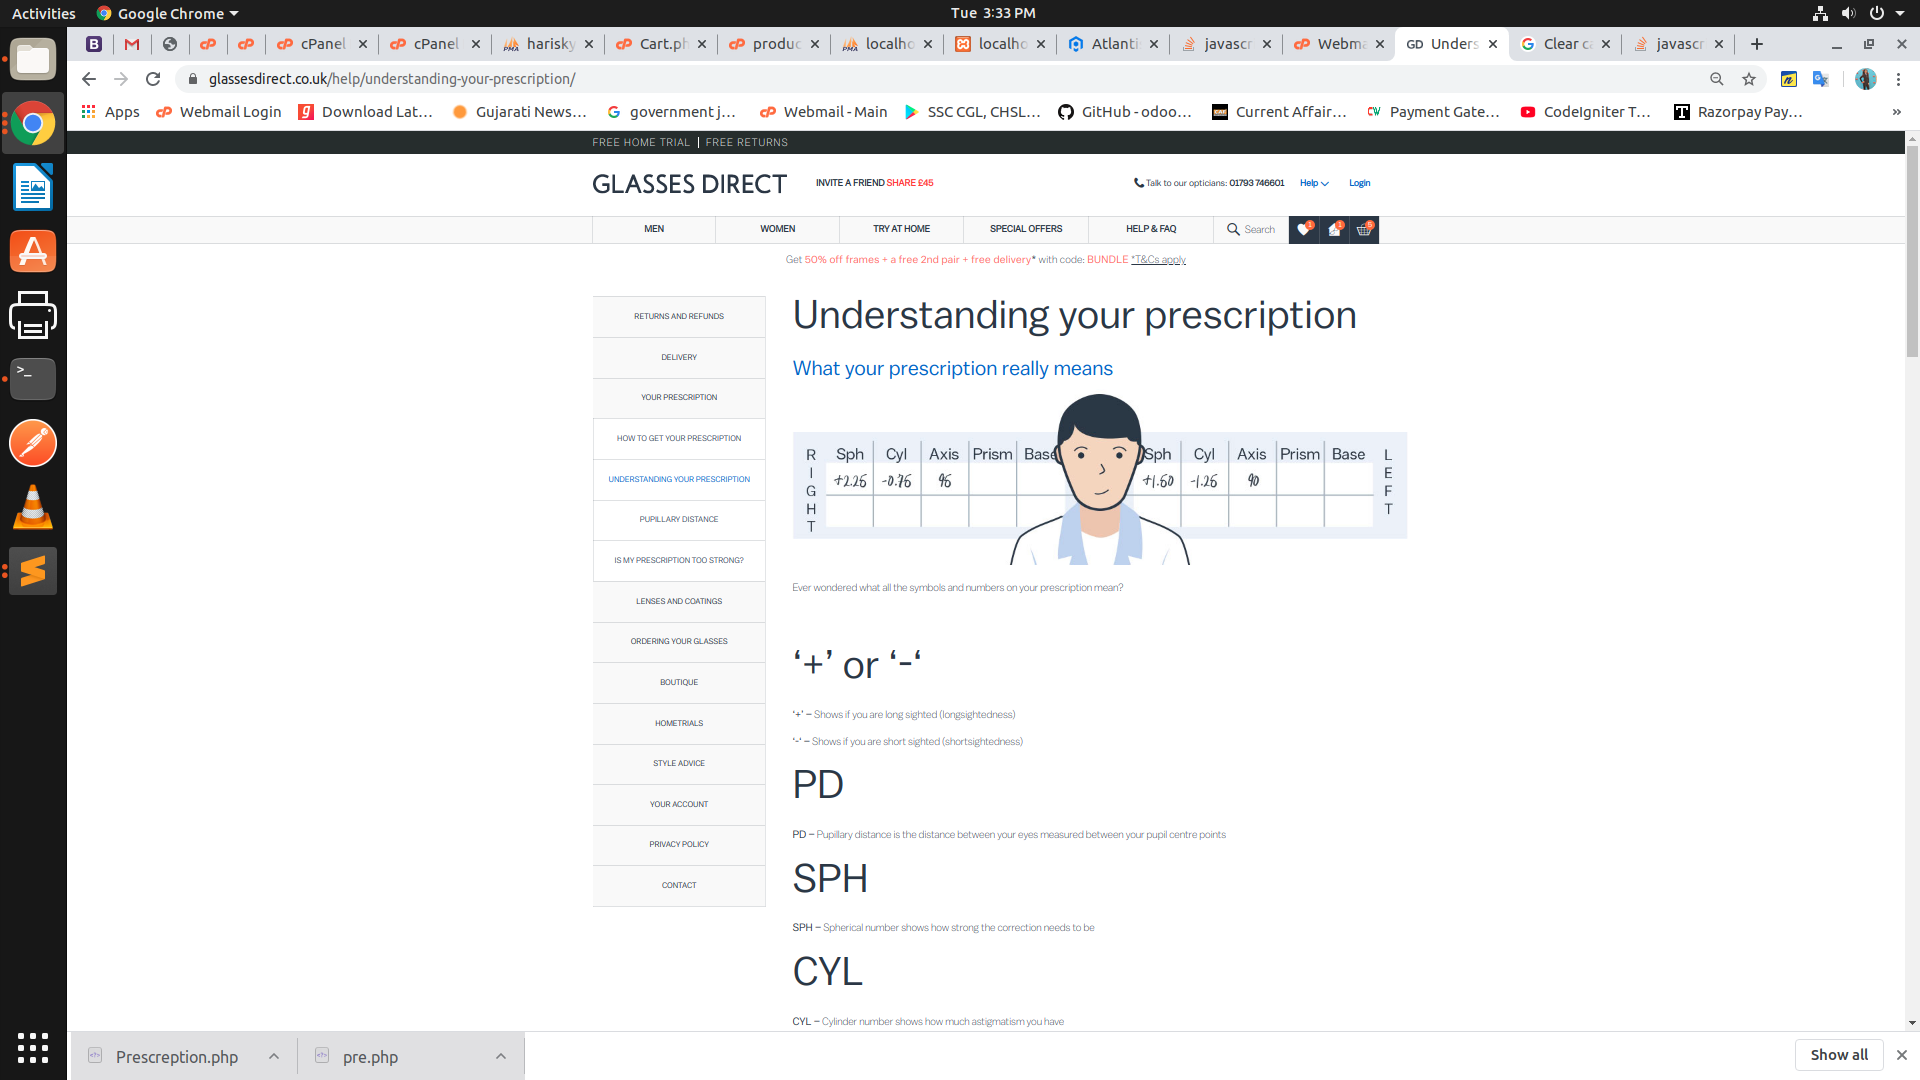 Activities
Google Chrome
Tue 3:33 PM
cPanel
cPanel
harisky
Cart.ph
produc
localho
localho
Atlanti
javascr
Webma
GD Unders
Clear ca
javascr
glassesdirect.co.uk/help/understanding-your-prescription/
Apps
Webmail Login
Download Lat...
Gujarati News...
government j...
Webmail - Main
SSC CGL, CHSL...
GitHub - odoo...
Current Affair...
Payment Gate...
CodeIgniter T...
Razorpay Pay...
FREE HOME TRIAL | FREE RETURNS
GLASSES DIRECT
INVITE A FRIEND SHARE £45
Talk to our opticians: 01793 746601
Help
Login
MEN
WOMEN
TRY AT HOME
SPECIAL OFFERS
HELP & FAQ
Search
Get 50% off frames + a free 2nd pair + free delivery* with code: BUNDLE *T&Cs apply
RETURNS AND REFUNDS
DELIVERY
YOUR PRESCRIPTION
HOW TO GET YOUR PRESCRIPTION
UNDERSTANDING YOUR PRESCRIPTION
PUPILLARY DISTANCE
IS MY PRESCRIPTION TOO STRONG?
LENSES AND COATINGS
ORDERING YOUR GLASSES
BOUTIQUE
HOMETRIALS
STYLE ADVICE
YOUR ACCOUNT
PRIVACY POLICY
CONTACT
Understanding your prescription
What your prescription really means
RIGHT
Sph Cyl Axis Prism Base
+2.25 -0.75 95
Sph Cyl Axis Prism Base
+1.50 -1.25 90
LEFT
Ever wondered what all the symbols and numbers on your prescription mean?
‘+’ or ‘-‘
‘+’ – Shows if you are long sighted (longsightedness)
‘-‘ – Shows if you are short sighted (shortsightedness)
PD
PD – Pupillary distance is the distance between your eyes measured between your pupil centre points
SPH
SPH – Spherical number shows how strong the correction needs to be
CYL
CYL – Cylinder number shows how much astigmatism you have
Prescreption.php
pre.php
Show all